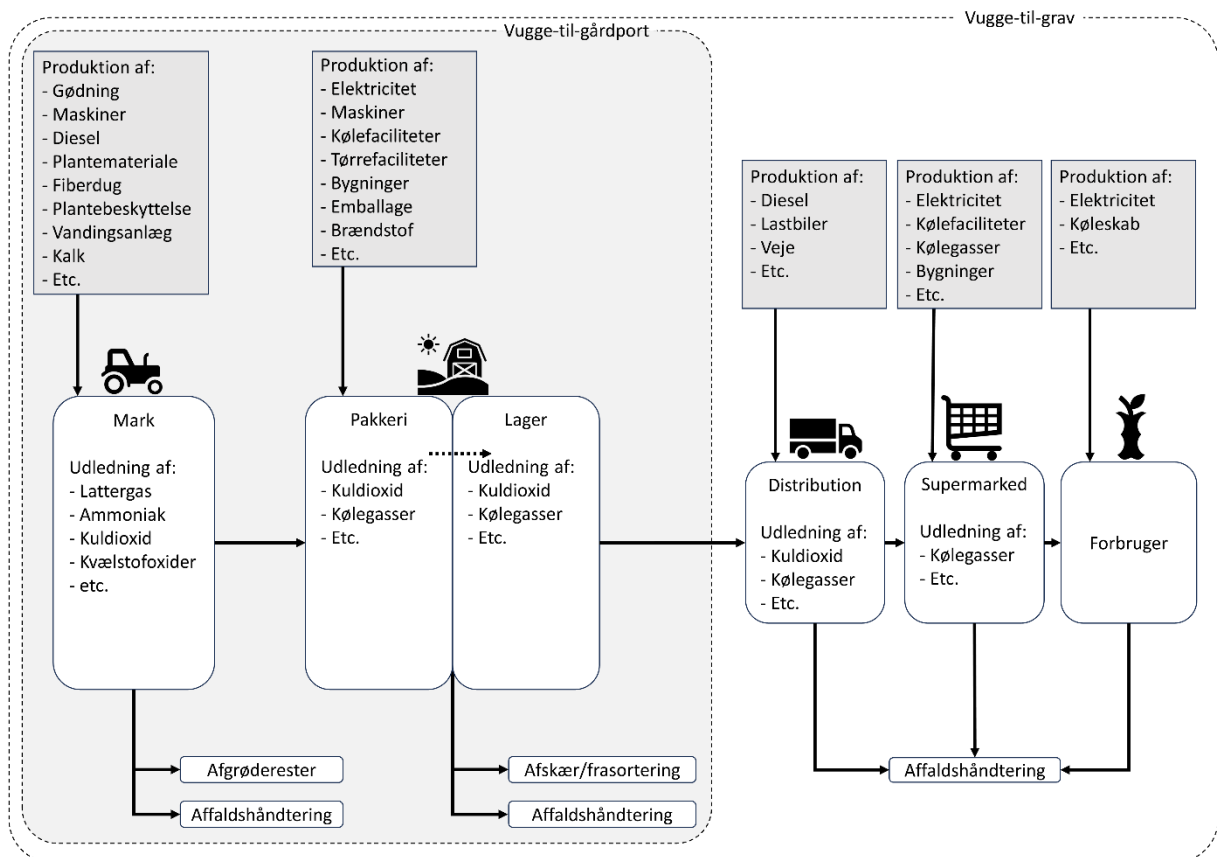 Vugge-til-grav
Vugge-til-gårdport
Produktion af:
- Gødning
- Maskiner
- Diesel
- Plantemateriale
- Fiberdug
- Plantebeskyttelse
- Vandingsanlæg
- Kalk
- Etc.
Produktion af:
- Elektricitet
- Maskiner
- Kølefaciliteter
- Tørrefaciliteter
- Bygninger
- Emballage
- Brændstof
- Etc.
Produktion af:
- Diesel
- Lastbiler
- Veje
- Etc.
Produktion af:
- Elektricitet
- Kølefaciliteter
- Kølegasser
- Bygninger
- Etc.
Produktion af:
- Elektricitet
- Køleskab
- Etc.
Mark
Udledning af:
- Lattergas
- Ammoniak
- Kuldioxid
- Kvælstofoxider
- etc.
Pakkeri
Udledning af:
- Kuldioxid
- Kølegasser
- Etc.
Lager
Udledning af:
- Kuldioxid
- Kølegasser
- Etc.
Distribution
Udledning af:
- Kuldioxid
- Kølegasser
- Etc.
Supermarked
Udledning af:
- Kølegasser
- Etc.
Forbruger
Afgrøderester
Affaldshåndtering
Afskær/frasortering
Affaldshåndtering
Affaldshåndtering